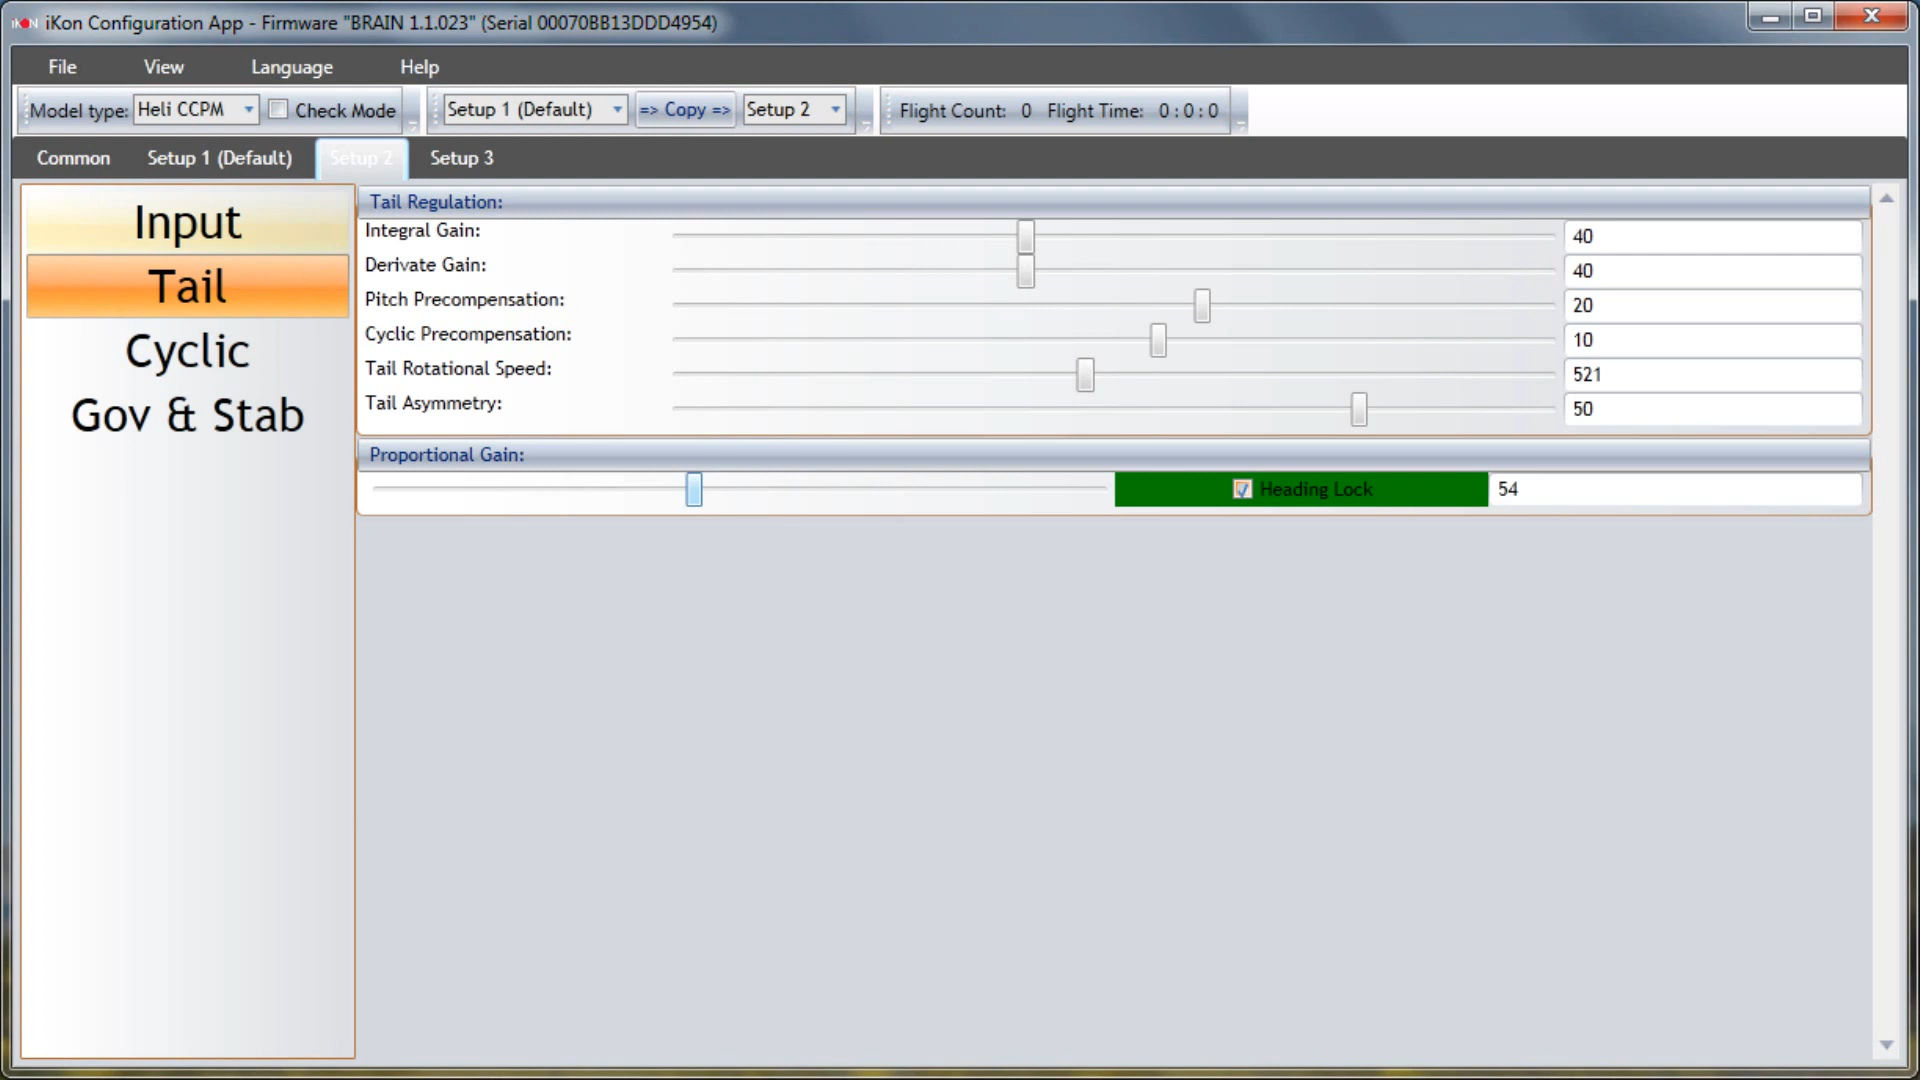 iKON iKon Configuration App - Firmware "BRAIN 1.1.023" (Serial 00070BB13DDD4954)
File View Language Help
Model type: Heli CCPM Check Mode Setup 1 (Default) => Copy => Setup 2 Flight Count: 0 Flight Time: 0 : 0 : 0
Common Setup 1 (Default) Setup 2 Setup 3
Input
Tail
Cyclic
Gov & Stab
Tail Regulation:
Integral Gain: 40
Derivate Gain: 40
Pitch Precompensation: 20
Cyclic Precompensation: 10
Tail Rotational Speed: 521
Tail Asymmetry: 50
Proportional Gain:
Heading Lock 54